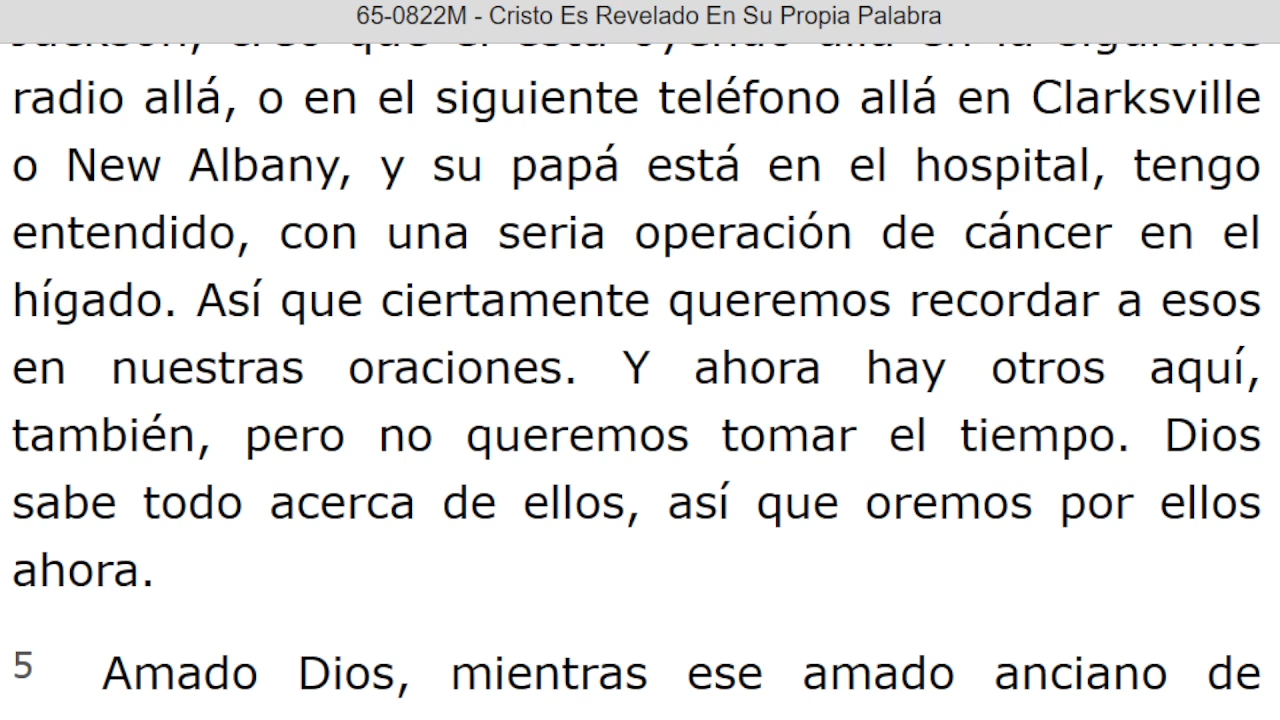 65-0822M - Cristo Es Revelado En Su Propia Palabra
radio allá, o en el siguiente teléfono allá en Clarksville
o New Albany, y su papá está en el hospital, tengo
entendido, con una seria operación de cáncer en el
hígado. Así que ciertamente queremos recordar a esos
en nuestras oraciones. Y ahora hay otros aquí,
también, pero no queremos tomar el tiempo. Dios
sabe todo acerca de ellos, así que oremos por ellos
ahora.
5 Amado Dios, mientras ese amado anciano de